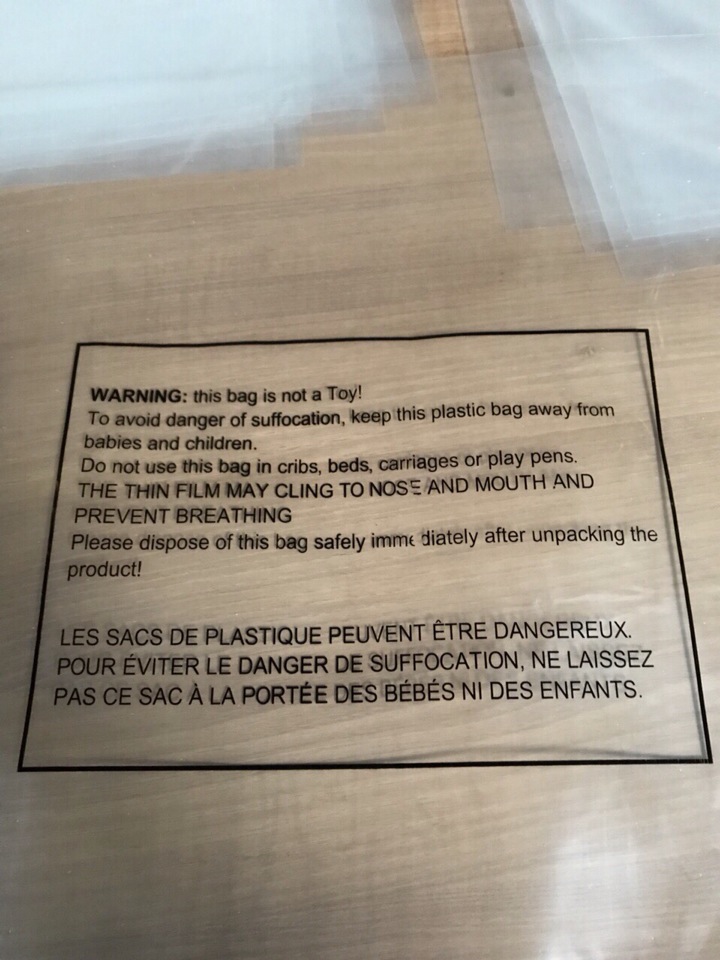 WARNING: this bag is not a Toy!
To avoid danger of suffocation, keep this plastic bag away from
babies and children.
Do not use this bag in cribs, beds, carriages or play pens.
THE THIN FILM MAY CLING TO NOSE AND MOUTH AND
PREVENT BREATHING
Please dispose of this bag safely immediately after unpacking the
product!
LES SACS DE PLASTIQUE PEUVENT ÊTRE DANGEREUX.
POUR ÉVITER LE DANGER DE SUFFOCATION, NE LAISSEZ
PAS CE SAC À LA PORTÉE DES BÉBÉS NI DES ENFANTS.